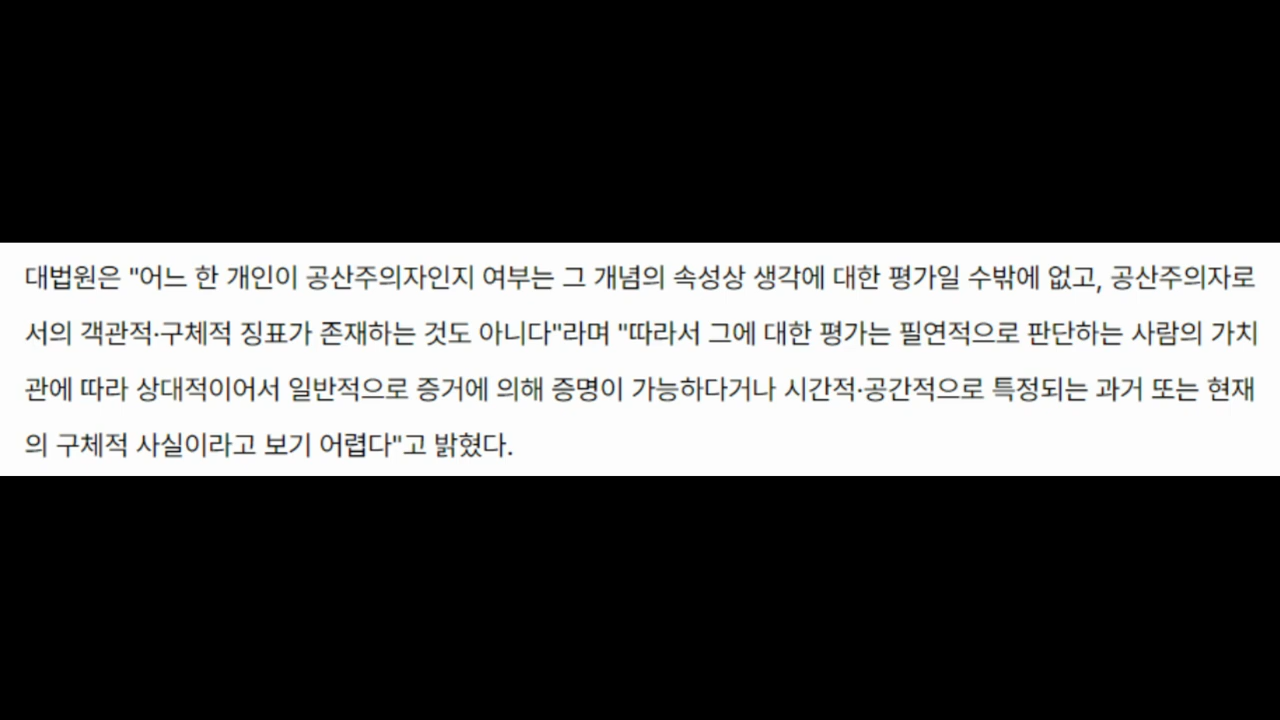 대법원은 "어느 한 개인이 공산주의자인지 여부는 그 개념의 속성상 생각에 대한 평가일 수밖에 없고, 공산주의자로
서의 객관적·구체적 징표가 존재하는 것도 아니다"라며 "따라서 그에 대한 평가는 필연적으로 판단하는 사람의 가치
관에 따라 상대적이어서 일반적으로 증거에 의해 증명이 가능하다거나 시간적·공간적으로 특정되는 과거 또는 현재
의 구체적 사실이라고 보기 어렵다"고 밝혔다.